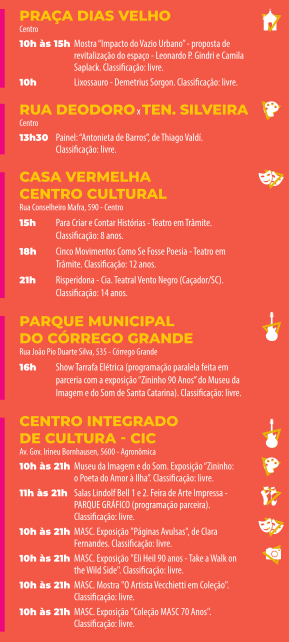 PRAÇA DIAS VELHO
Centro
10h às 15h Mostra “Impacto do Vazio Urbano” - proposta de
revitalização do espaço - Leonardo P. Gindri e Camila
Saplack. Classificação: livre.
10h Lixossauro - Demetrius Sorgon. Classificação: livre.
RUA DEODORO X TEN. SILVEIRA
Centro
13h30 Painel: “Antonieta de Barros”, de Thiago Valdí.
Classificação: livre.
CASA VERMELHA
CENTRO CULTURAL
Rua Conselheiro Mafra, 590 - Centro
15h Para Criar e Contar Histórias - Teatro em Trâmite.
Classificação: 8 anos.
18h Cinco Movimentos Como Se Fosse Poesia - Teatro em
Trâmite. Classificação: 12 anos.
21h Risperidona - Cia. Teatral Vento Negro (Caçador/SC).
Classificação: 14 anos.
PARQUE MUNICIPAL
DO CÓRREGO GRANDE
Rua João Pio Duarte Silva, 535 - Córrego Grande
16h Show Tarrafa Elétrica (programação paralela feita em
parceria com a exposição “Zininho 90 Anos” do Museu da
Imagem e do Som de Santa Catarina). Classificação: livre.
CENTRO INTEGRADO
DE CULTURA - CIC
Av. Gov. Irineu Bornhausen, 5600 - Agronômica
10h às 21h Museu da Imagem e do Som. Exposição “Zininho:
o Poeta do Amor à Ilha”. Classificação: livre.
11h às 21h Salas Lindolf Bell 1 e 2. Feira de Arte Impressa -
PARQUE GRÁFICO (programação parceira).
Classificação: livre.
10h às 21h MASC. Exposição "Páginas Avulsas", de Clara
Fernandes. Classificação: livre.
10h às 21h MASC. Exposição "Eli Heil 90 anos - Take a Walk on
the Wild Side". Classificação: livre.
10h às 21h MASC. Mostra "O Artista Vecchietti em Coleção".
Classificação: livre.
10h às 21h MASC. Exposição "Coleção MASC 70 Anos".
Classificação: livre.